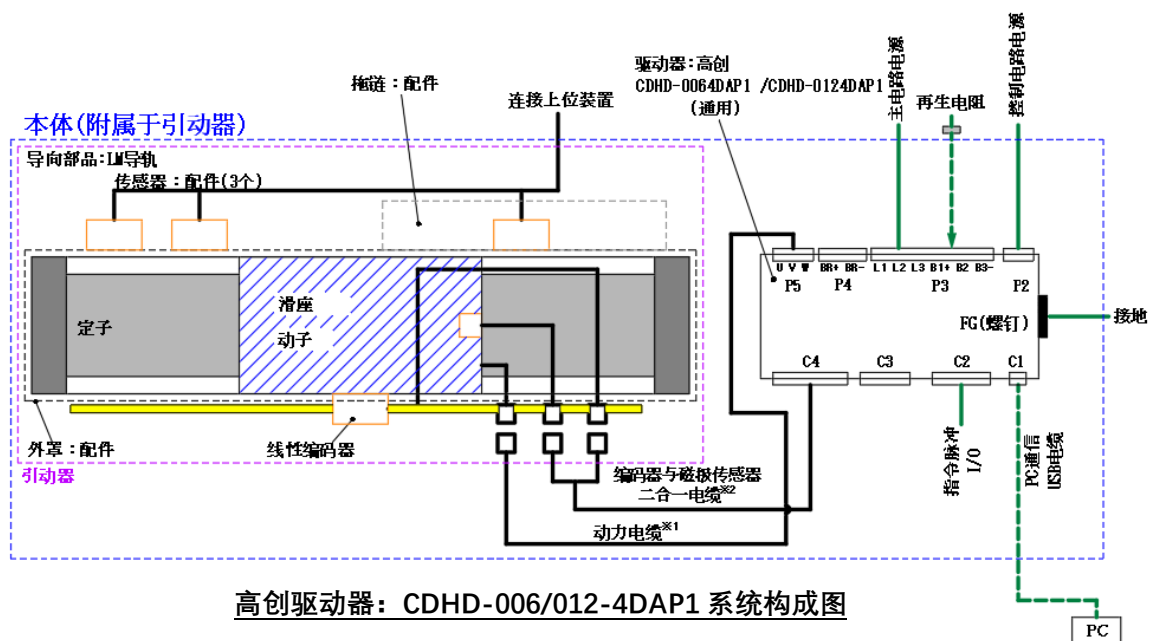 驱动器：高创
CDHD-0064DAP1 /CDHD-0124DAP1
（通用）
主电路电源
再生电阻
控制电路电源
拖链：配件
连接上位装置
本体(附属于引动器)
导向部品:LM导轨
传感器：配件(3个)
U V W
BR+ BR-
L1 L2 L3 B1+ B2 B3-
P5
P4
P3
P2
滑座
定子
动子
FG(螺钉)
接地
C4
C3
C2
C1
外罩：配件
线性编码器
引动器
编码器与磁极传感器
二合一电缆※2
动力电缆※1
指令脉冲
I/O
PC通信
USB电缆
高创驱动器：CDHD-006/012-4DAP1 系统构成图
PC